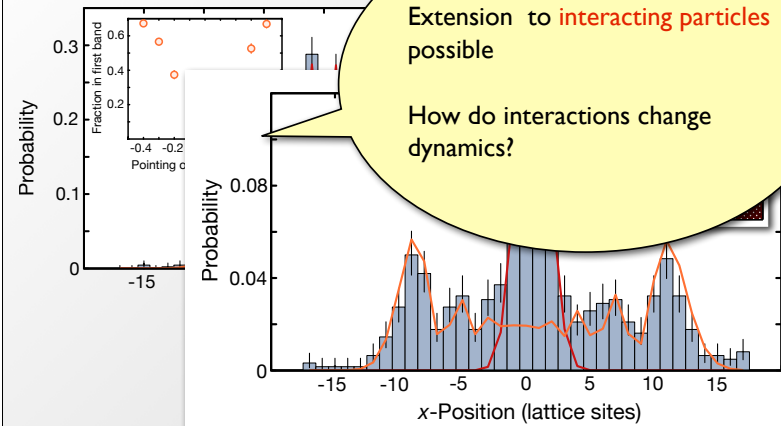 Extension to interacting particles
possible
How do interactions change
dynamics?
Probability
0.3
0.2
0.1
0
-15
Fraction in first band
0.6
0.4
0.2
-0.4
-0.2
Pointing
Probability
0.08
0.04
0
-15
-10
-5
0
5
10
15
x-Position (lattice sites)